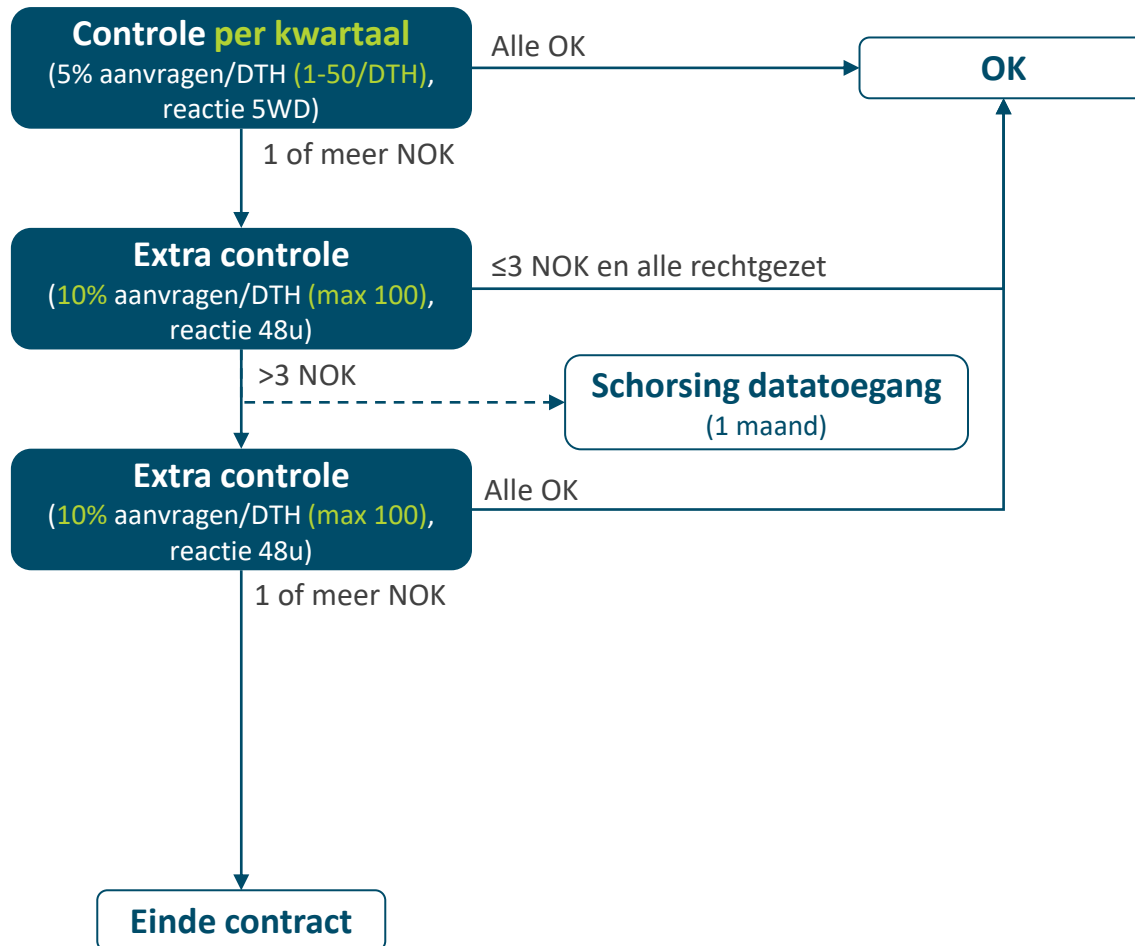 Controle per kwartaal
(5% aanvragen/DTH (1-50/DTH),
reactie 5WD)
Alle OK
OK
1 of meer NOK
Extra controle
(10% aanvragen/DTH (max 100),
reactie 48u)
≤3 NOK en alle rechtgezet
>3 NOK
Schorsing datatoegang
(1 maand)
Extra controle
(10% aanvragen/DTH (max 100),
reactie 48u)
Alle OK
1 of meer NOK
Einde contract